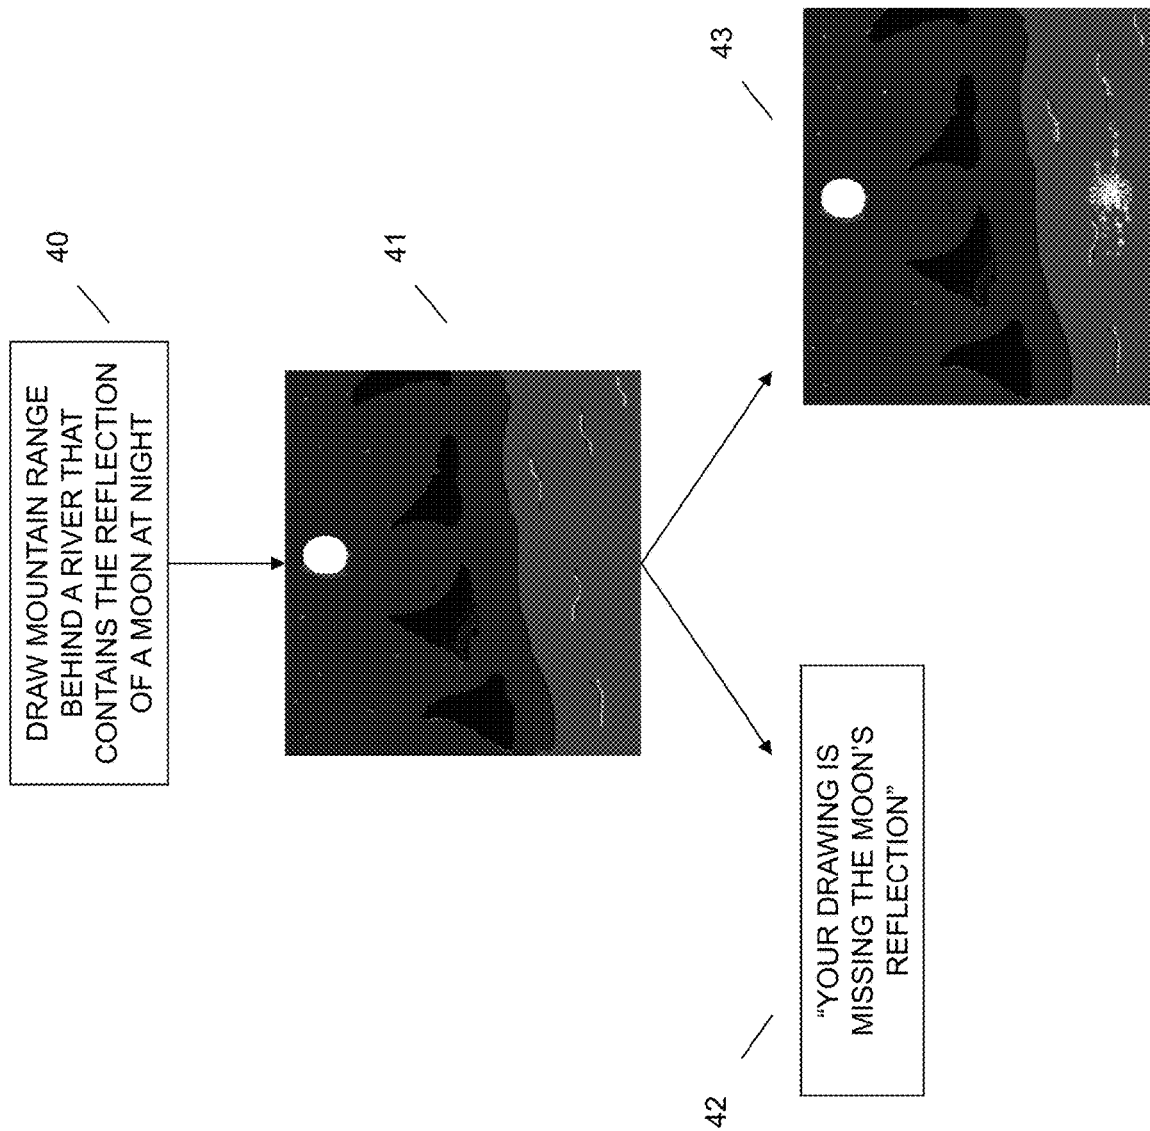 40
DRAW MOUNTAIN RANGE
BEHIND A RIVER THAT
CONTAINS THE REFLECTION
OF A MOON AT NIGHT
41
42
"YOUR DRAWING IS
MISSING THE MOON'S
REFLECTION"
43